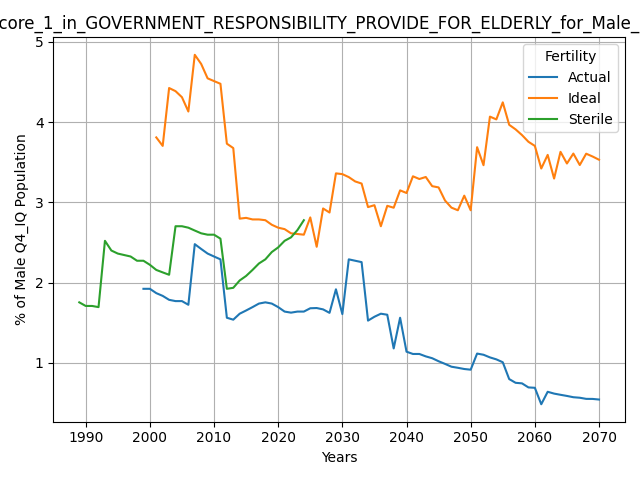 core_1_in_GOVERNMENT_RESPONSIBILITY_PROVIDE_FOR_ELDERLY_for_Male_
Fertility
Actual
Ideal
Sterile
% of Male Q4_IQ Population
5
4
3
2
1
1990 2000 2010 2020 2030 2040 2050 2060 2070
Years